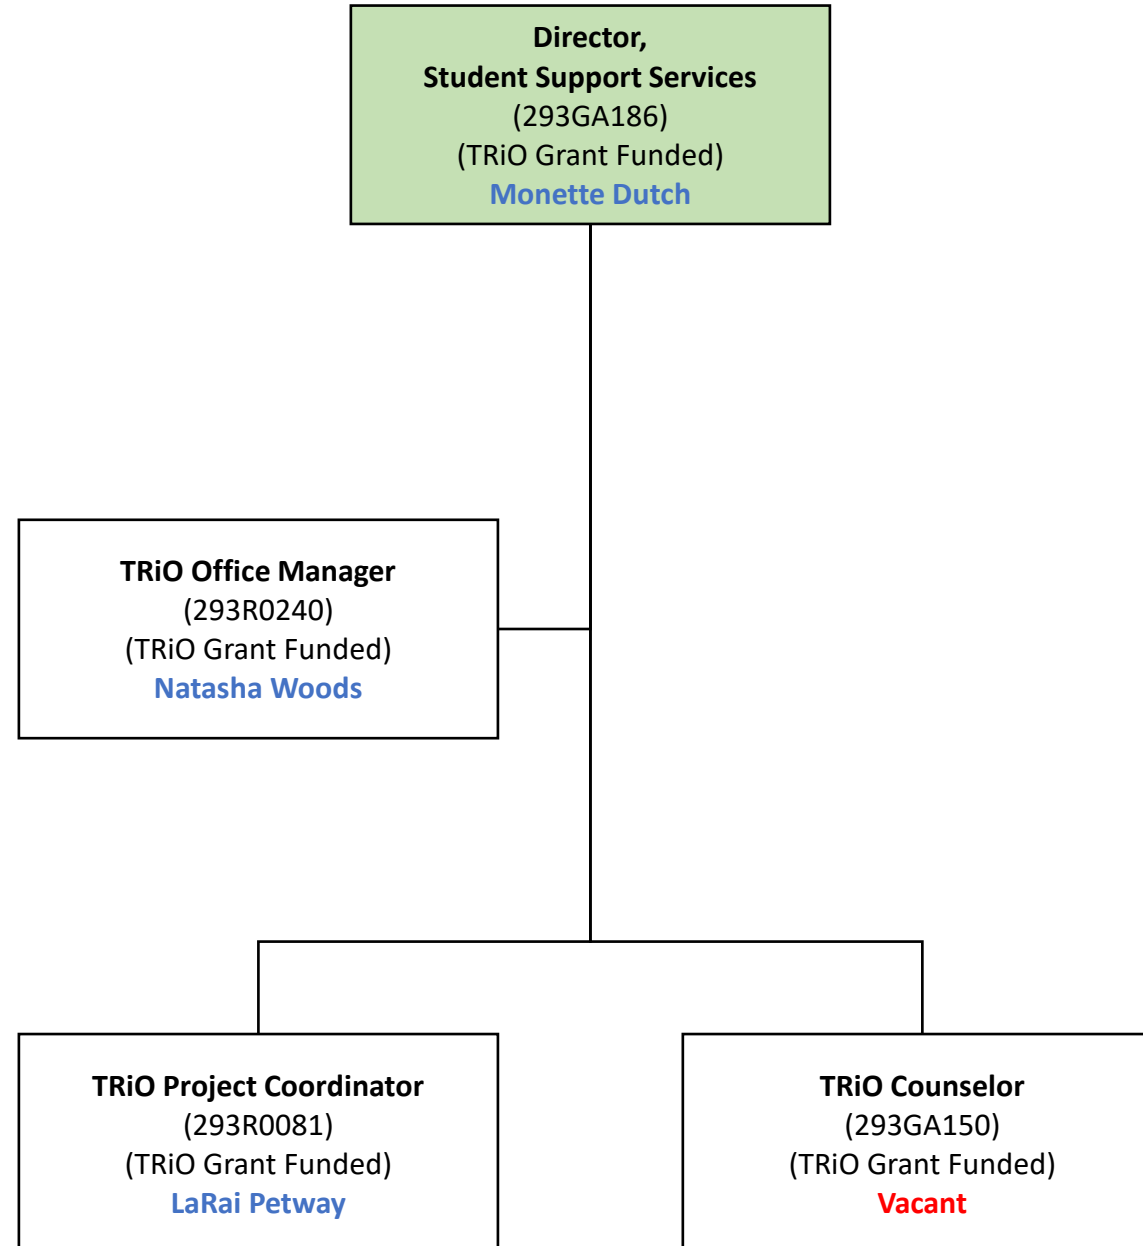 Director,
Student Support Services
(293GA186)
(TRiO Grant Funded)
Monette Dutch
TRiO Office Manager
(293R0240)
(TRiO Grant Funded)
Natasha Woods
TRiO Project Coordinator
(293R0081)
(TRiO Grant Funded)
LaRai Petway
TRiO Counselor
(293GA150)
(TRiO Grant Funded)
Vacant